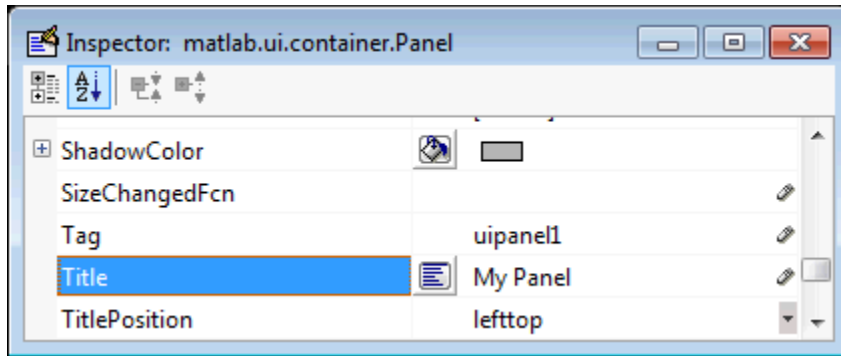 Inspector: matlab.ui.container.Panel
A Z
ShadowColor
SizeChangedFcn
Tag uipanel1
Title My Panel
TitlePosition lefttop